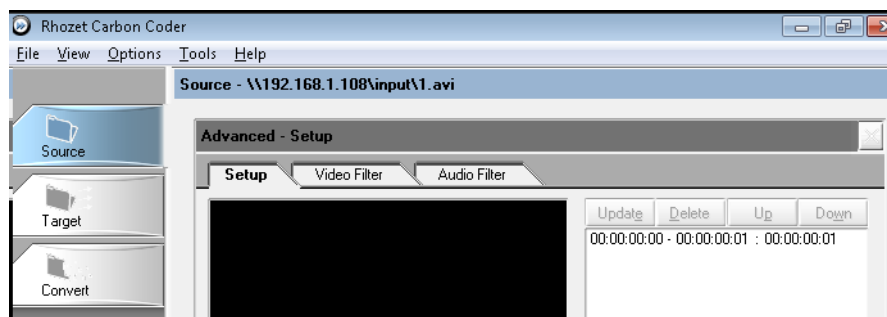 Rhozet Carbon Coder
File View Options Tools Help
Source - \\192.168.1.108\input\1.avi
Source
Advanced - Setup
Setup Video Filter Audio Filter
Target
Update Delete Up Down
00:00:00:00 - 00:00:00:01 : 00:00:00:01
Convert